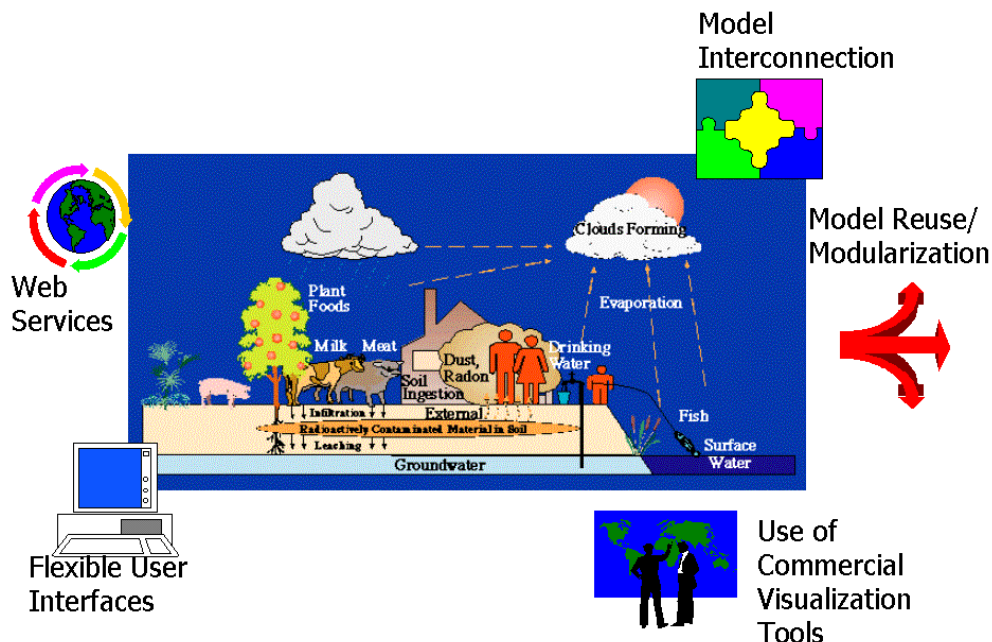 Model
Interconnection
Model Reuse/
Modularization
Web
Services
Clouds Forming
Evaporation
Plant
Foods
Milk
Meat
Dust,
Radon
Drinking
Water
Soil
Ingestion
Fish
Infiltration
External
Radioactively Contaminated Material in Soil
Leaching
Surface
Water
Groundwater
Flexible User
Interfaces
Use of
Commercial
Visualization
Tools